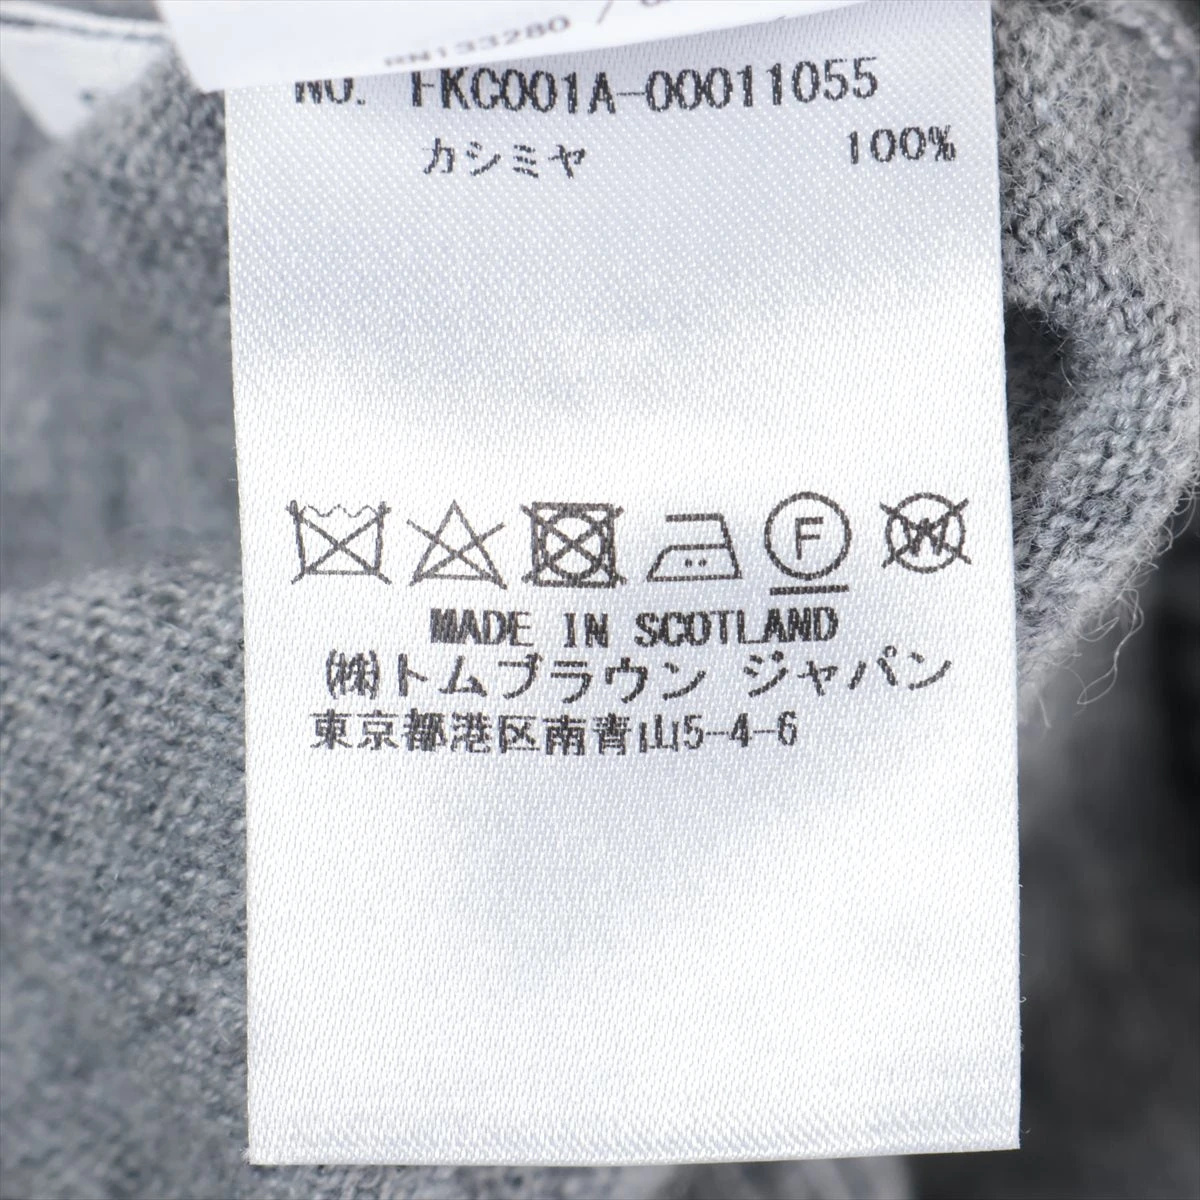 RN133280 /
NO. FKC001A-00011055
カシミヤ 100%
F W
MADE IN SCOTLAND
(株)トムブラウン ジャパン
東京都港区南青山5-4-6